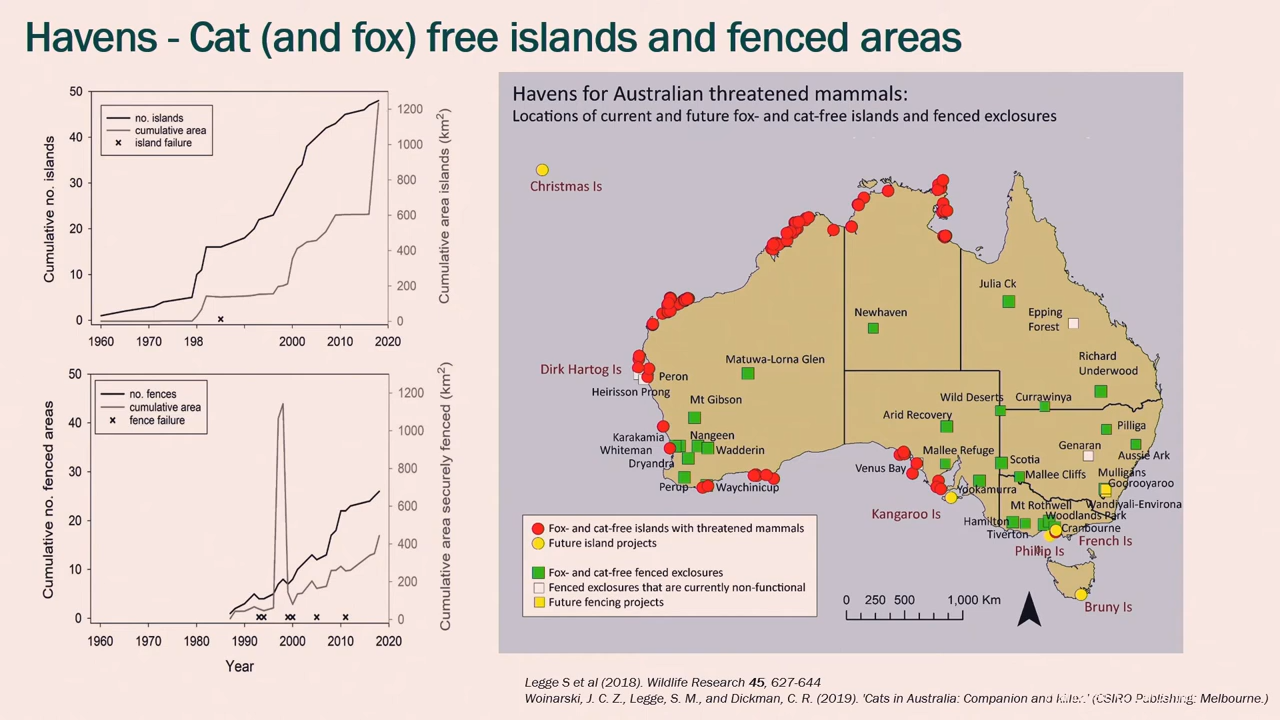 Havens - Cat (and fox) free islands and fenced areas
50
40
30
20
10
0
Cumulative no. islands
no. islands
cumulative area
island failure
1200
1000
800
600
400
200
0
Cumulative area islands (km2)
1960
1970
198
2000
2020
50
40
30
20
10
0
Cumulative no. fenced areas
no. fences
cumulative area
fence failure
1200
1000
800
600
400
200
0
Cumulative area securely fenced (km2)
1960
1970
1980
1990
2000
2010
2020
Year
Havens for Australian threatened mammals:
Locations of current and future fox- and cat-free islands and fenced exclosures
Christmas Is
Julia Ck
Newhaven
Epping
Forest
Matuwa-Lorna Glen
Richard
Underwood
Dirk Hartog Is
Peron
Heirisson Prong
Mt Gibson
Wild Deserts
Currawinya
Arid Recovery
Pilliga
Karakamia
Nangeen
Whiteman
Wadderin
Genaran
Aussie Ark
Dryandra
Mallee Refuge
Scotia
Venus Bay
Mallee Cliffs
Mulligans
Goorooyaroo
Perup
Waychinicup
Yookamurra
Wandiyali-Environa
Kangaroo Is
Mt Rothwell
Woodlands Park
Hamilton
Cranbourne
Tiverton
French Is
Phillip Is
Bruny Is
Fox- and cat-free islands with threatened mammals
Future island projects
Fox- and cat-free fenced exclosures
Fenced exclosures that are currently non-functional
Future fencing projects
0 250 500 1,000 Km
Legge S et al (2018). Wildlife Research 45, 627-644
Woinarski, J. C. Z., Legge, S. M., and Dickman, C. R. (2019). 'Cats in Australia: Companion and Killer.' (CSIRO Publishing: Melbourne.)